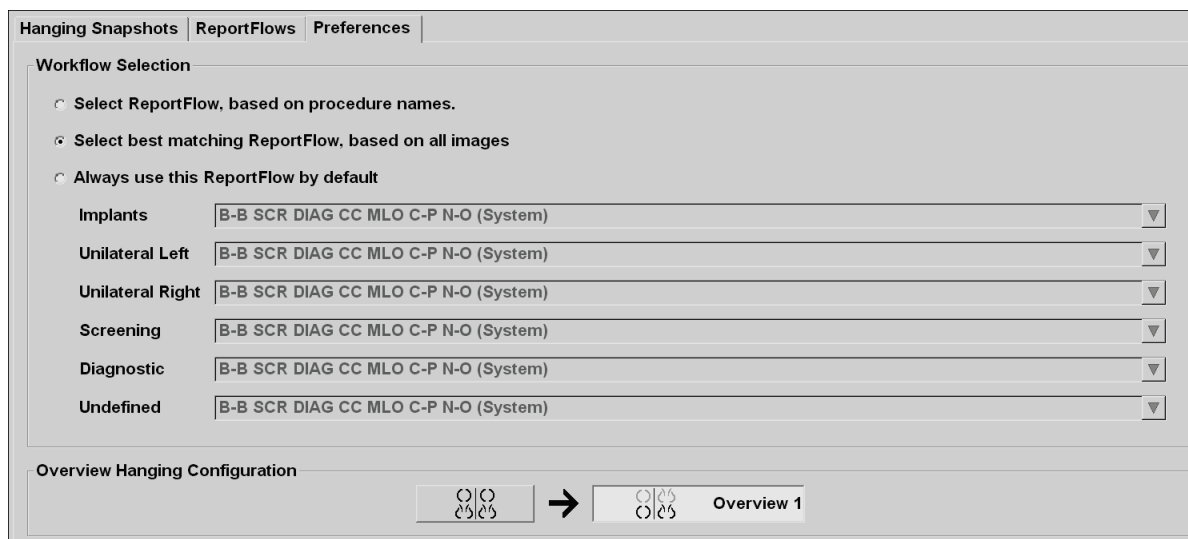 Hanging Snapshots ReportFlows Preferences
Workflow Selection
Select ReportFlow, based on procedure names.
Select best matching ReportFlow, based on all images
Always use this ReportFlow by default
Implants B-B SCR DIAG CC MLO C-P N-O (System)
Unilateral Left B-B SCR DIAG CC MLO C-P N-O (System)
Unilateral Right B-B SCR DIAG CC MLO C-P N-O (System)
Screening B-B SCR DIAG CC MLO C-P N-O (System)
Diagnostic B-B SCR DIAG CC MLO C-P N-O (System)
Undefined B-B SCR DIAG CC MLO C-P N-O (System)
Overview Hanging Configuration
Overview 1